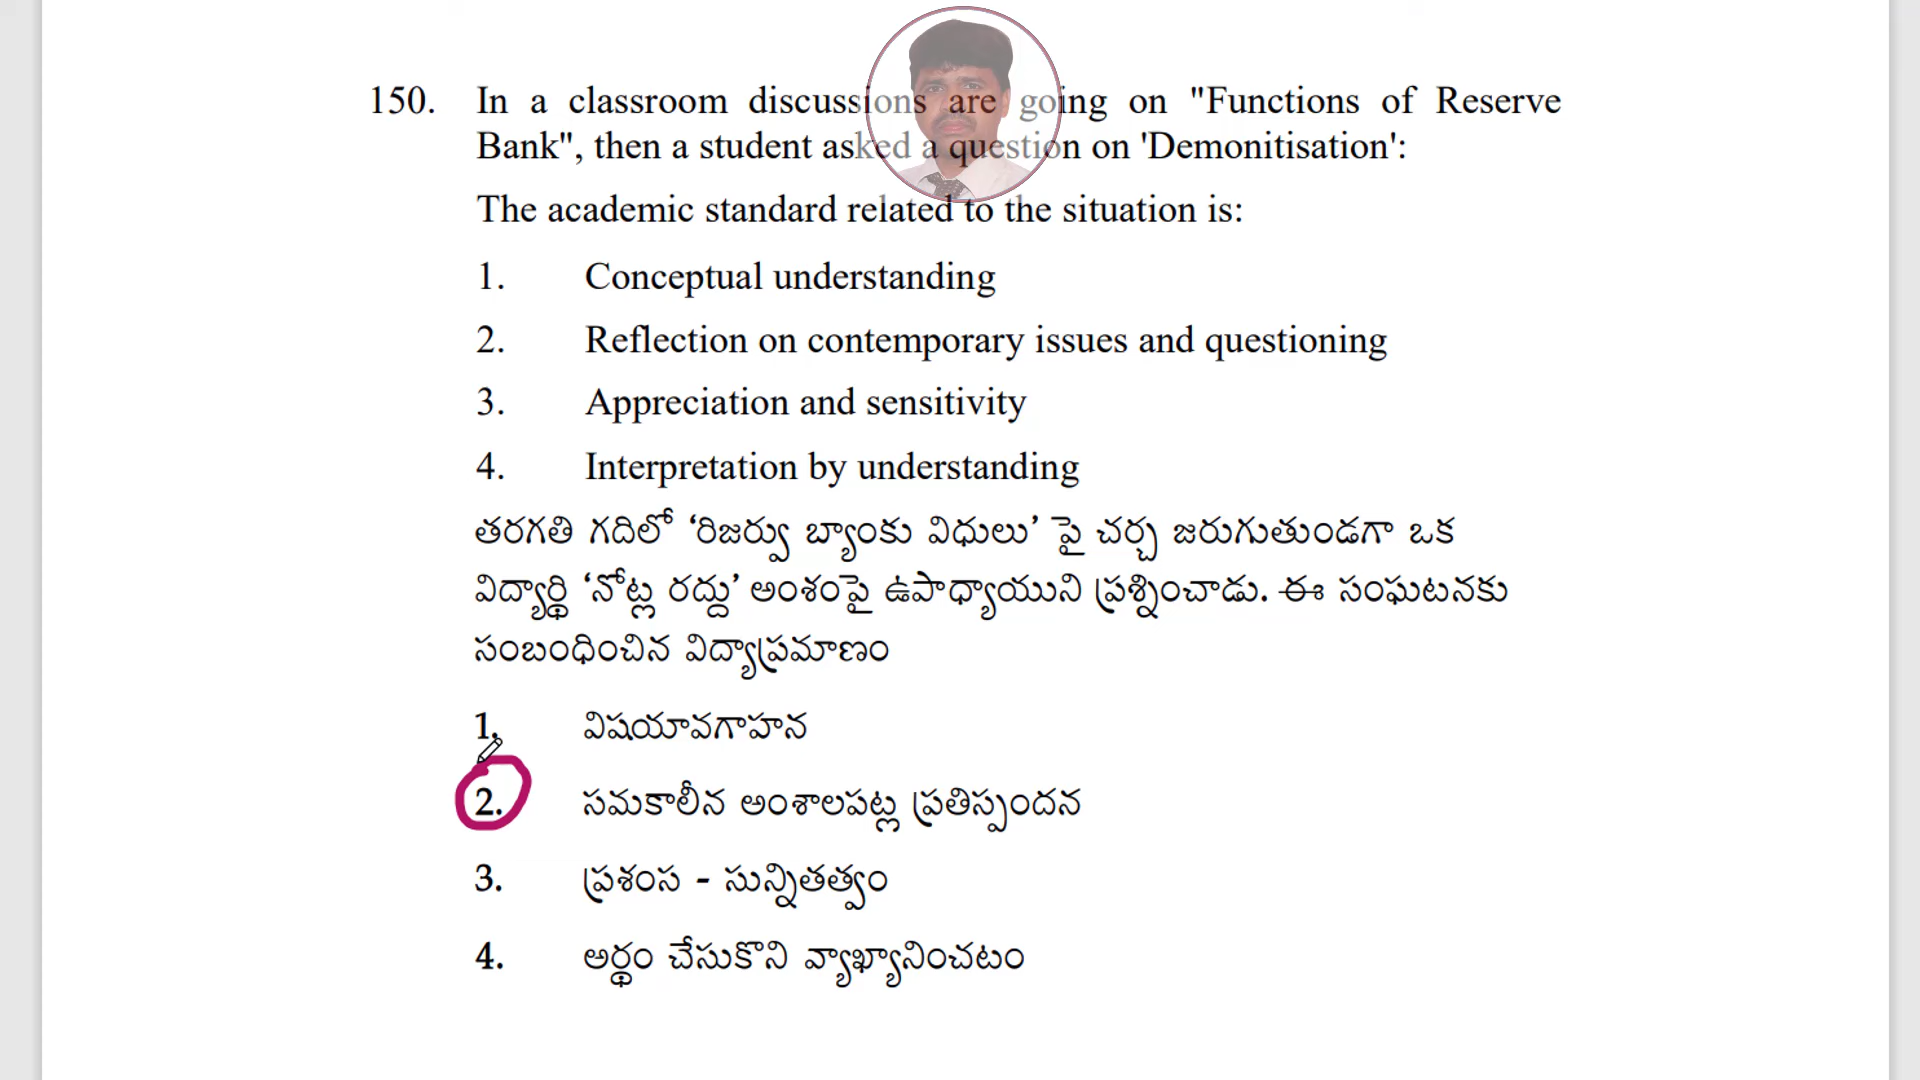 150. In a classroom discussions are going on "Functions of Reserve
Bank", then a student asked a question on 'Demonitisation':
The academic standard related to the situation is:
1. Conceptual understanding
2. Reflection on contemporary issues and questioning
3. Appreciation and sensitivity
4. Interpretation by understanding
తరగతి గదిలో ‘రిజర్వు బ్యాంకు విధులు’ పై చర్చ జరుగుతుండగా ఒక
విద్యార్థి ‘నోట్ల రద్దు’ అంశంపై ఉపాధ్యాయుని ప్రశ్నించాడు. ఈ సంఘటనకు
సంబంధించిన విద్యాప్రమాణం
1. విషయావగాహన
2. సమకాలీన అంశాలపట్ల ప్రతిస్పందన
3. ప్రశంస - సున్నితత్వం
4. అర్థం చేసుకొని వ్యాఖ్యానించటం